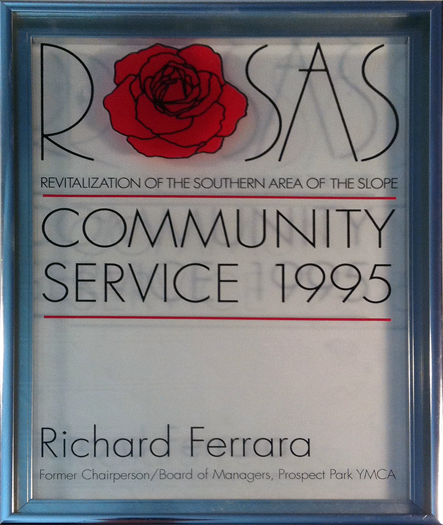 ROSAS
REVITALIZATION OF THE SOUTHERN AREA OF THE SLOPE
COMMUNITY
SERVICE 1995
Richard Ferrara
Former Chairperson/Board of Managers, Prospect Park YMCA